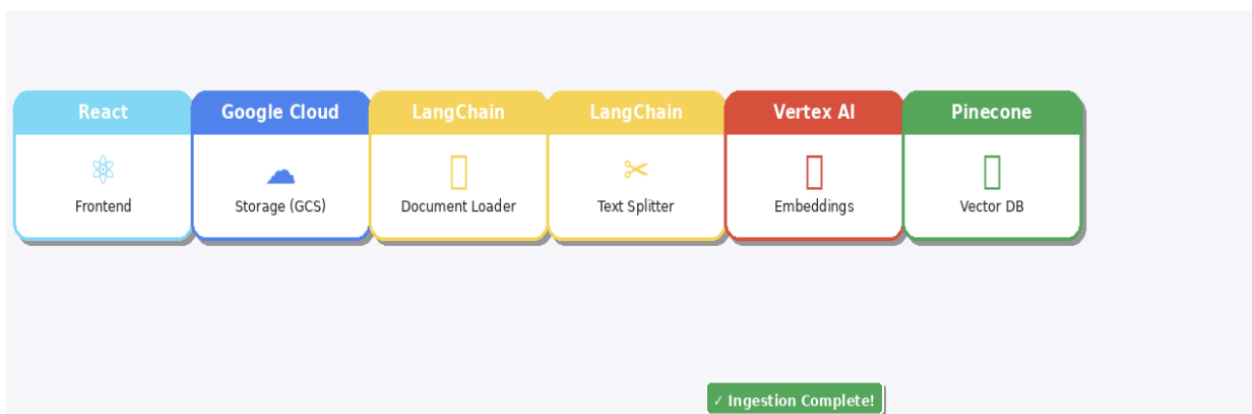 React
Frontend
Google Cloud
Storage (GCS)
LangChain
Document Loader
LangChain
Text Splitter
Vertex AI
Embeddings
Pinecone
Vector DB
✓ Ingestion Complete!